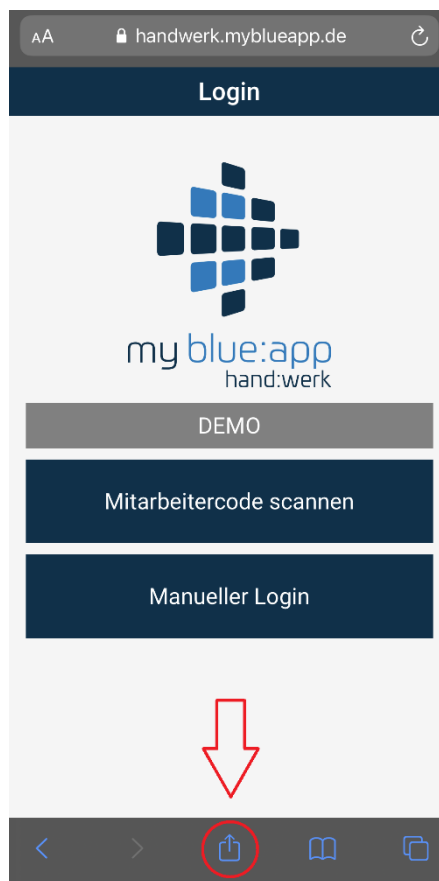 AA handwerk.myblueapp.de
Login
my blue:app
hand:werk
DEMO
Mitarbeitercode scannen
Manueller Login